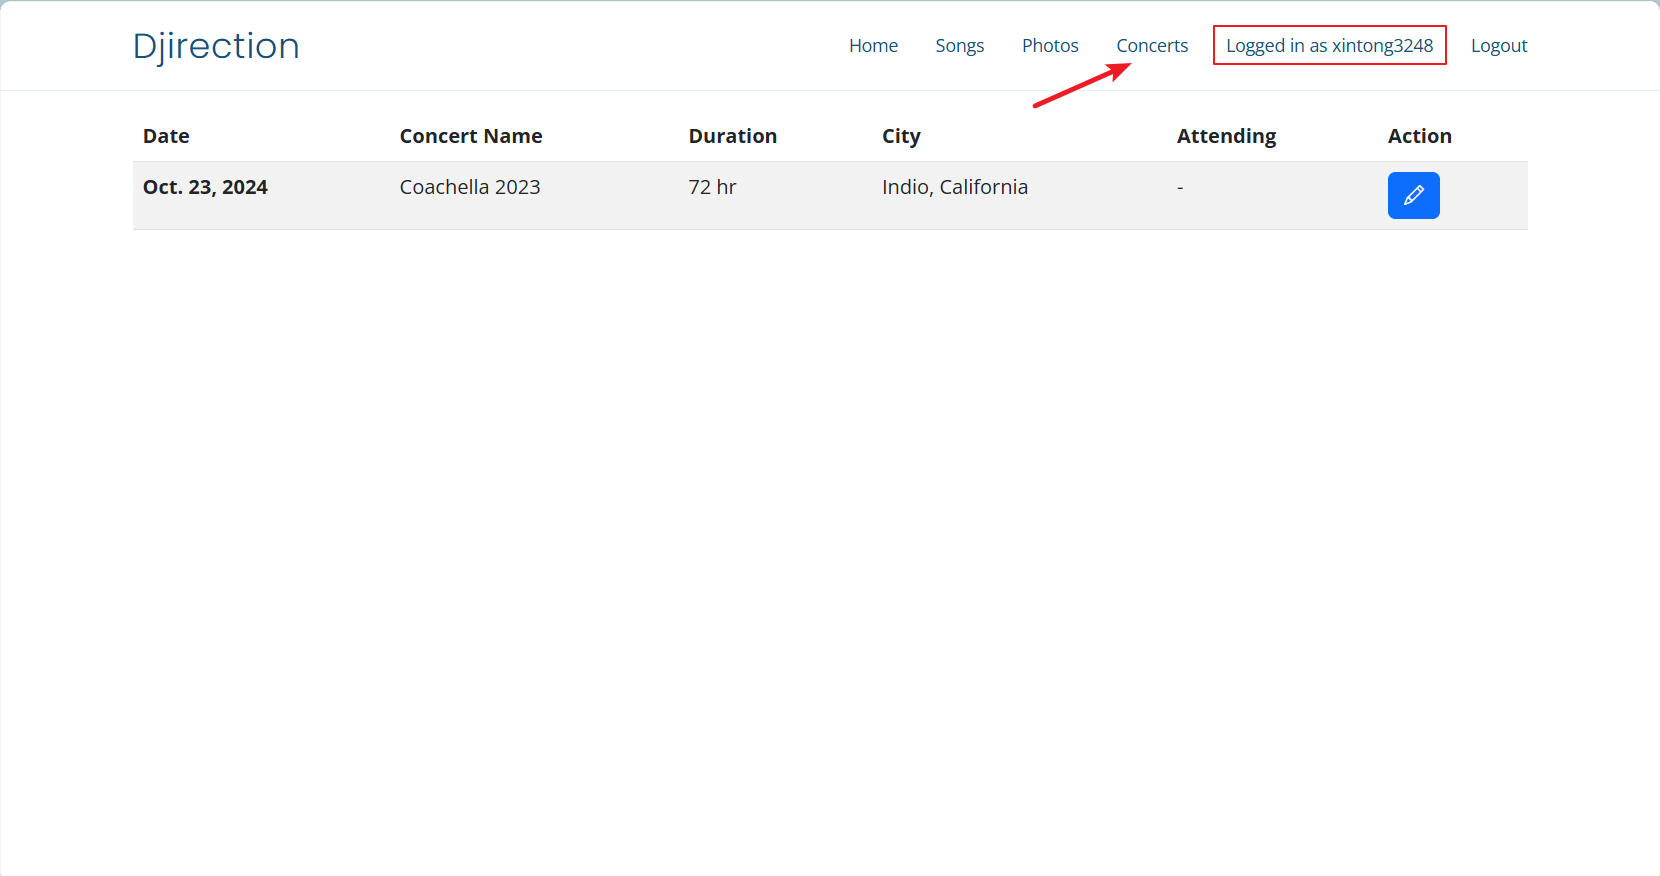 Djirection
Home Songs Photos Concerts Logged in as xintong3248 Logout
Date Concert Name Duration City Attending Action
Oct. 23, 2024 Coachella 2023 72 hr Indio, California -